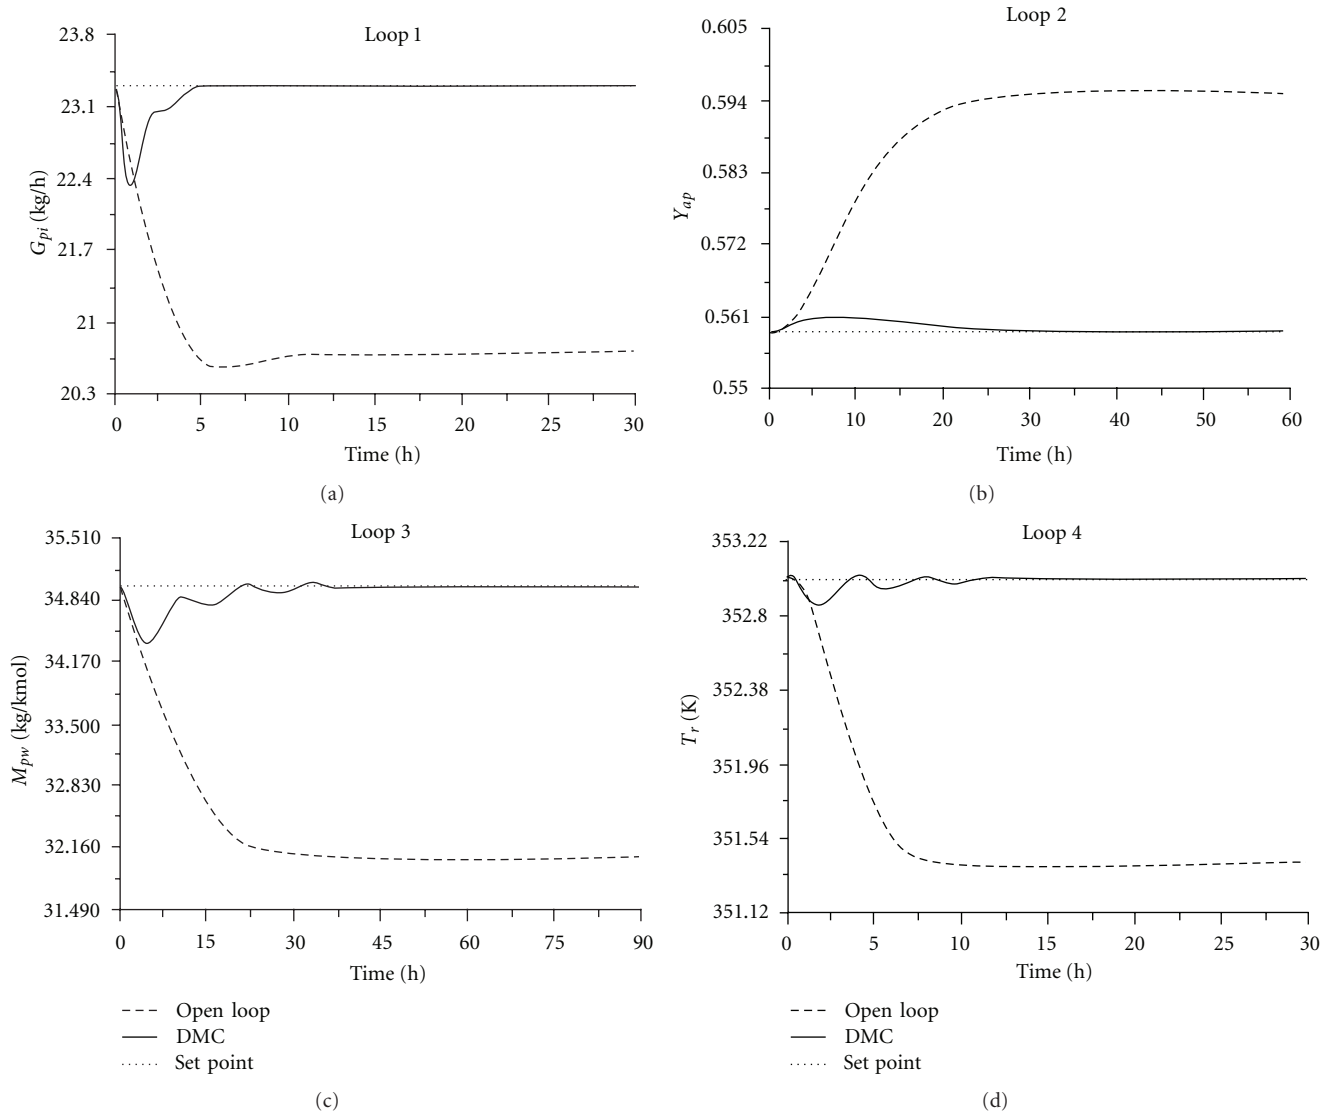 Loop 1
23.8
23.1
22.4
21.7
21
20.3
G_pi (kg/h)
0 5 10 15 20 25 30
Time (h)
(a)
Loop 2
0.605
0.594
0.583
0.572
0.561
0.55
Y_ap
0 10 20 30 40 50 60
Time (h)
(b)
Loop 3
35.510
34.840
34.170
33.500
32.830
32.160
31.490
M_pw (kg/kmol)
0 15 30 45 60 75 90
Time (h)
Open loop
DMC
Set point
(c)
Loop 4
353.22
352.8
352.38
351.96
351.54
351.12
T_r (K)
0 5 10 15 20 25 30
Time (h)
Open loop
DMC
Set point
(d)